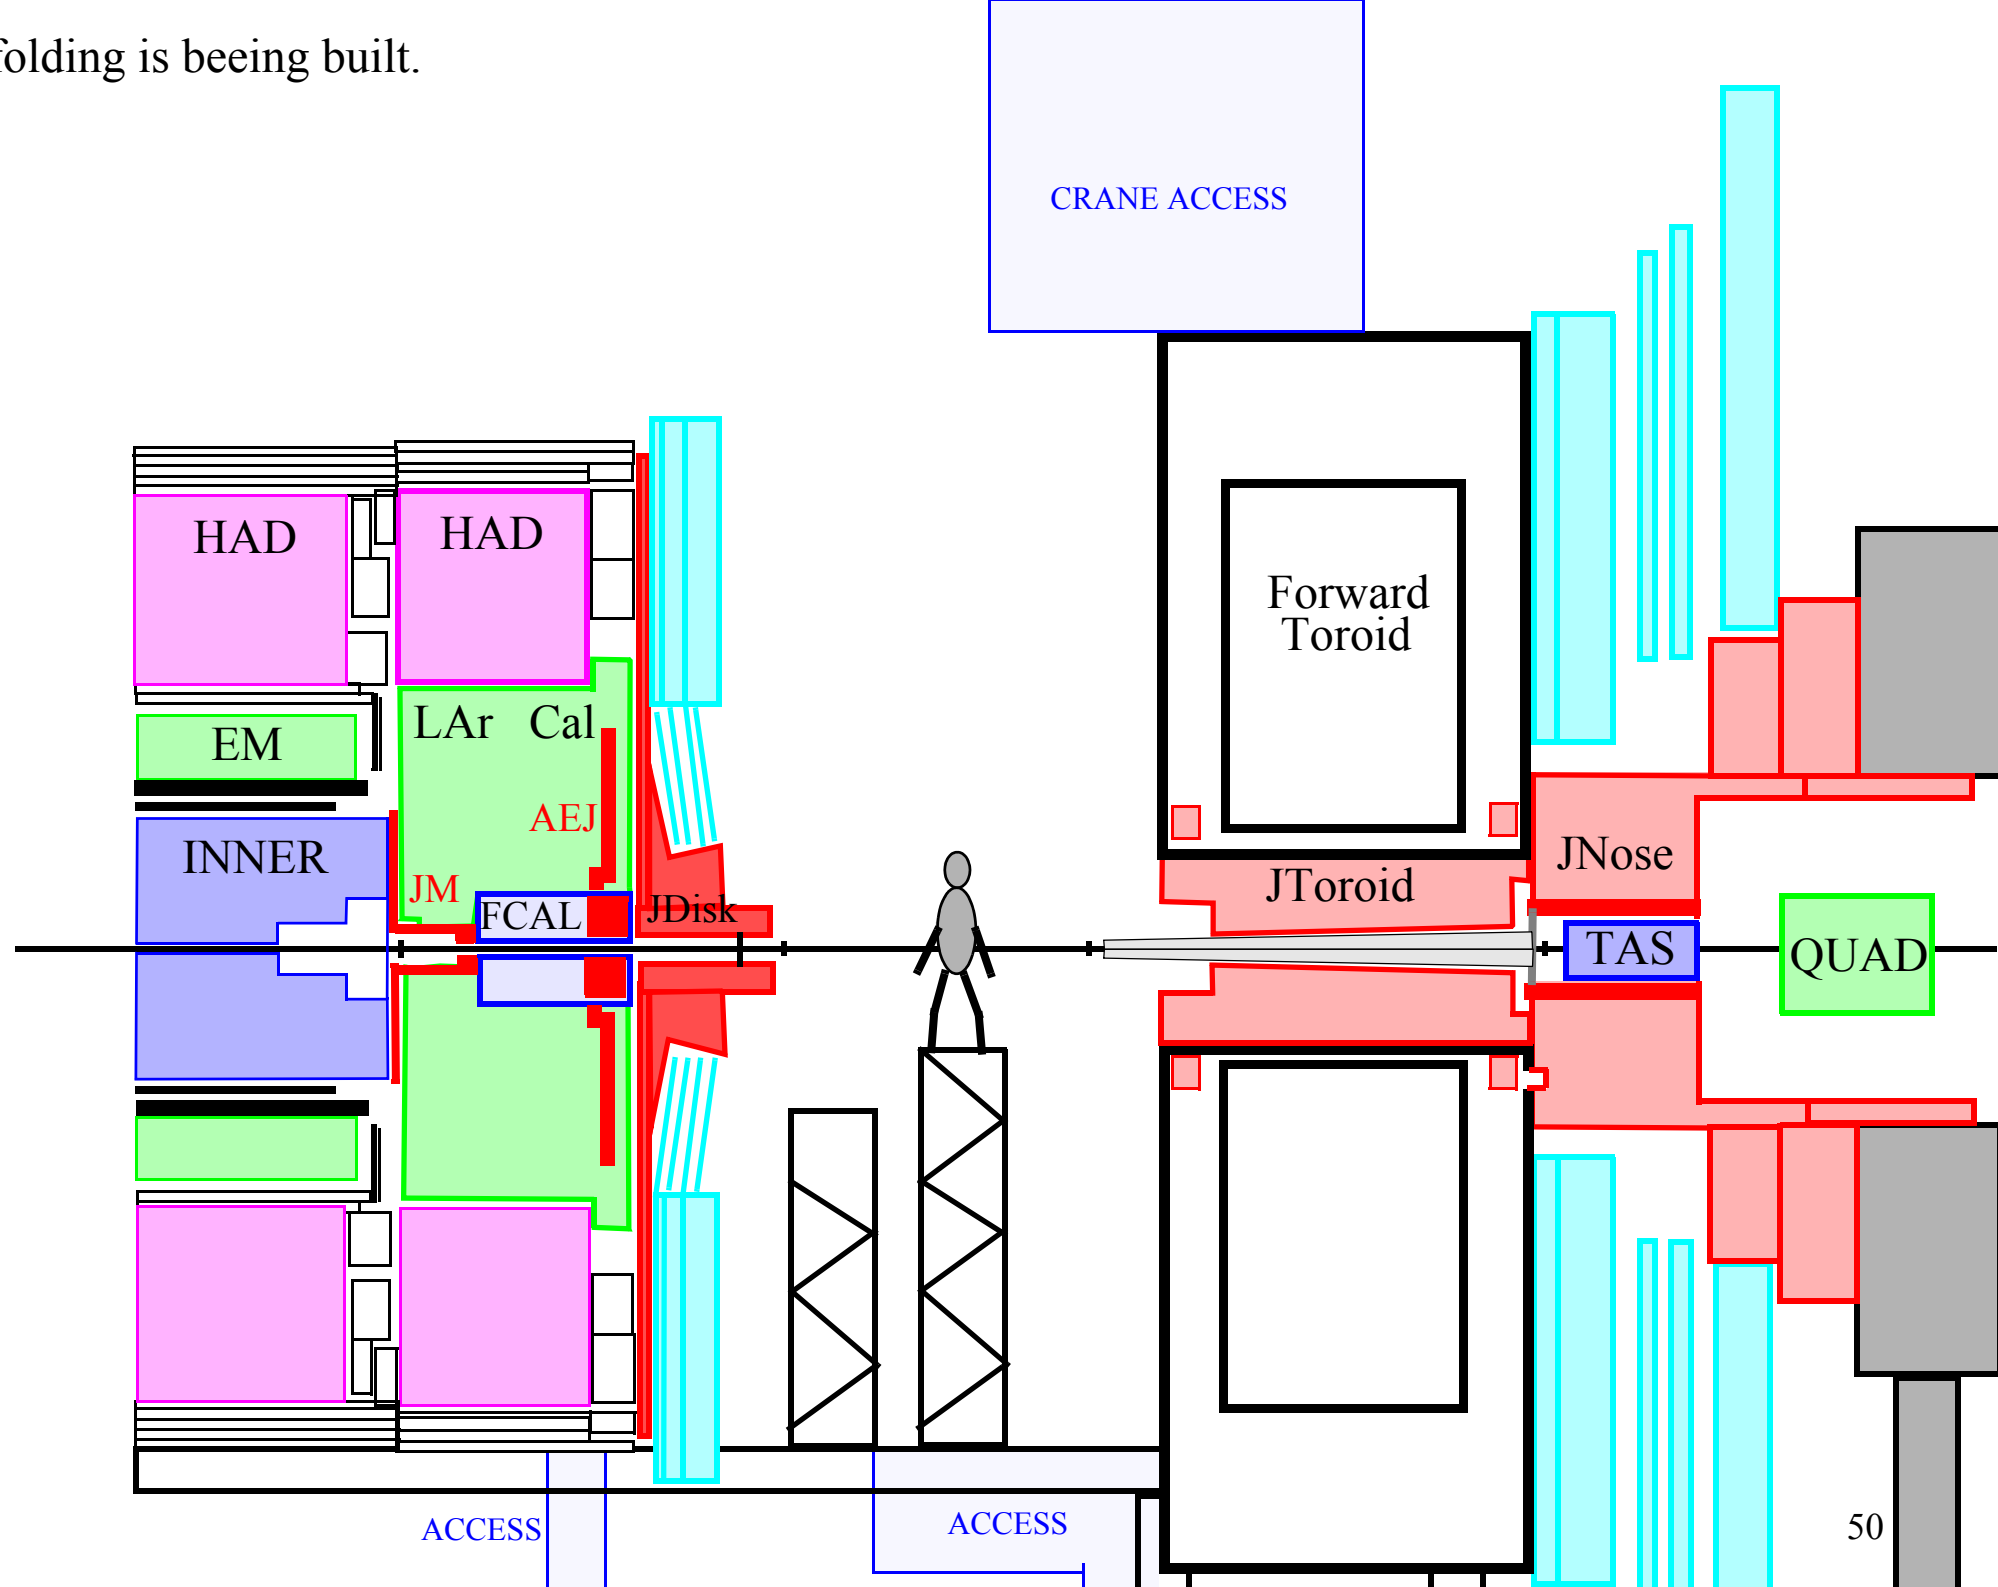 folding is beeing built.
CRANE ACCESS
HAD
HAD
Forward
Toroid
LAr Cal
EM
AEJ
INNER
JM
FCAL
JDisk
JToroid
JNose
TAS
QUAD
ACCESS
ACCESS
50